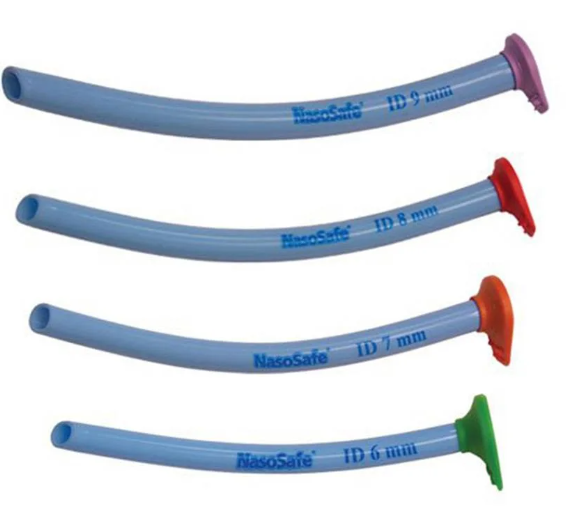 NasoSafe® ID 9 mm
NasoSafe® ID 8 mm
NasoSafe® ID 7 mm
NasoSafe® ID 6 mm